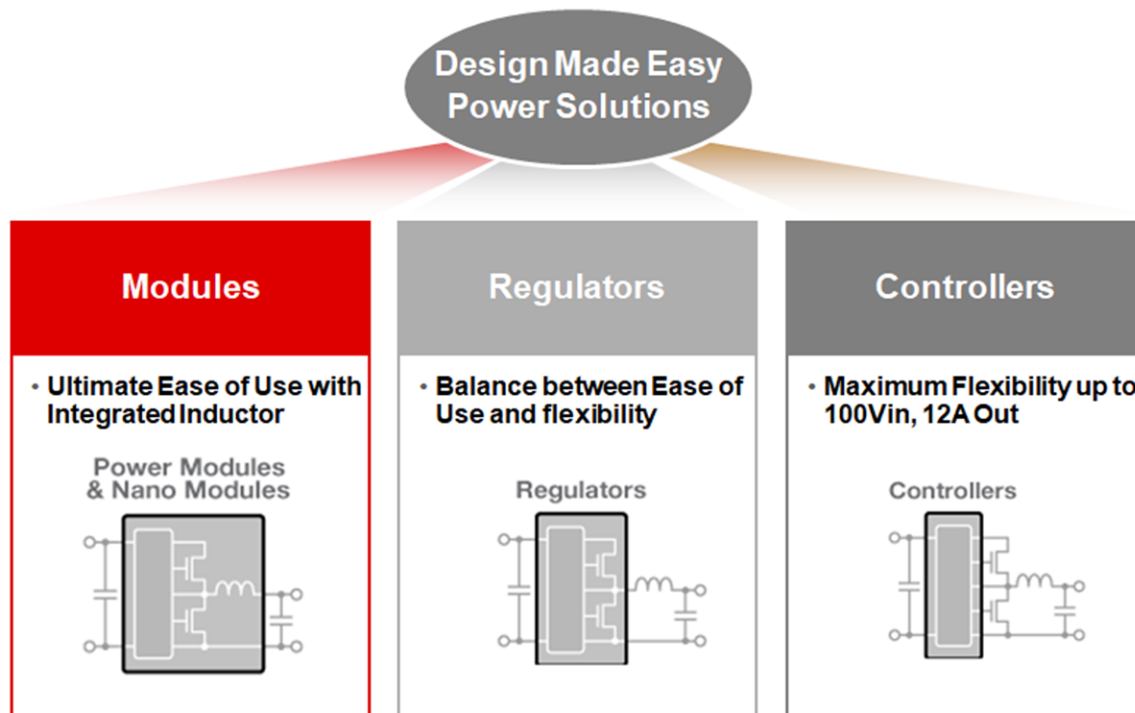 Design Made Easy
Power Solutions
Modules
• Ultimate Ease of Use with
Integrated Inductor
Power Modules
& Nano Modules
Regulators
• Balance between Ease of
Use and flexibility
Regulators
Controllers
• Maximum Flexibility up to
100Vin, 12A Out
Controllers